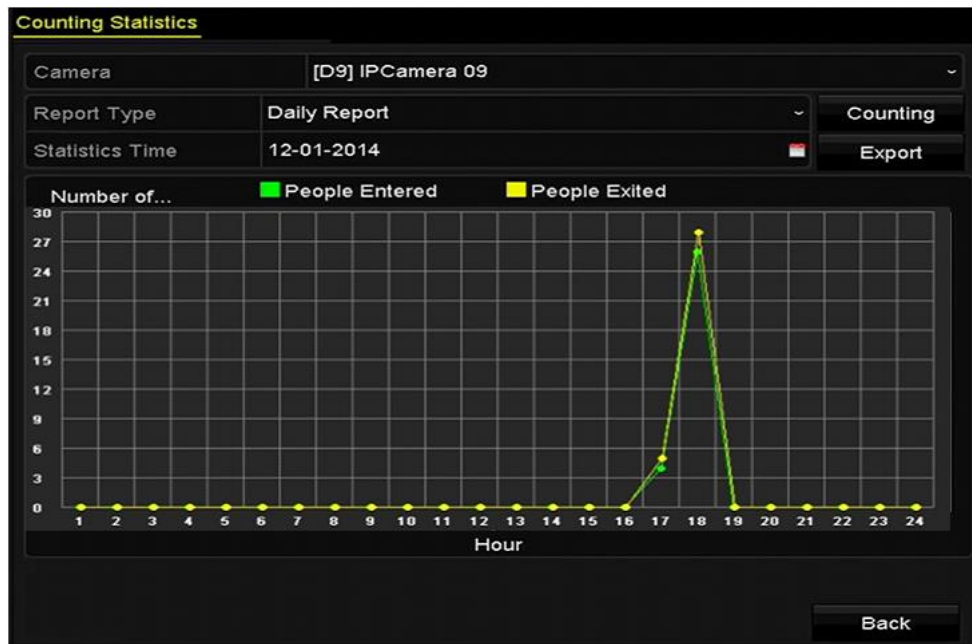 Counting Statistics
Camera [D9] IPCamera 09
Report Type Daily Report Counting
Statistics Time 12-01-2014 Export
Number of... People Entered People Exited
30
27
24
21
18
15
12
9
6
3
0
1 2 3 4 5 6 7 8 9 10 11 12 13 14 15 16 17 18 19 20 21 22 23 24
Hour
Back